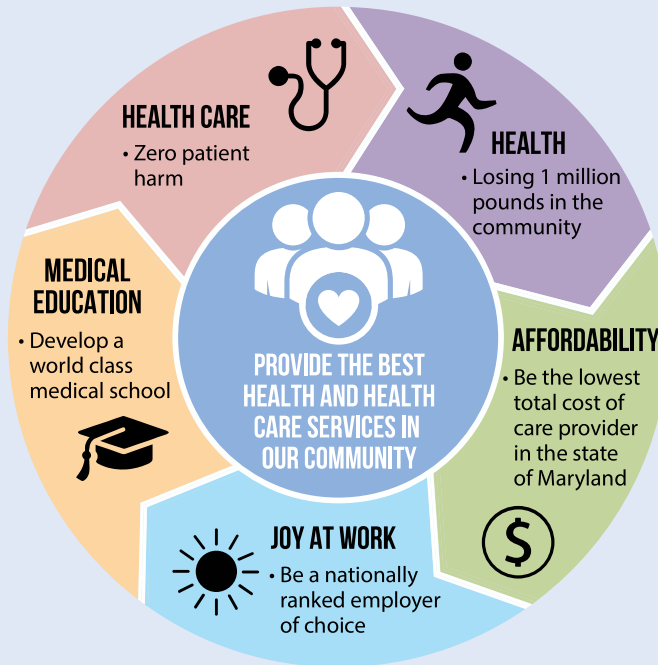 HEALTH CARE
• Zero patient
harm
HEALTH
• Losing 1 million
pounds in the
community
AFFORDABILITY
• Be the lowest
total cost of
care provider
in the state
of Maryland
$
JOY AT WORK
• Be a nationally
ranked employer
of choice
MEDICAL
EDUCATION
• Develop a
world class
medical school
PROVIDE THE BEST
HEALTH AND HEALTH
CARE SERVICES IN
OUR COMMUNITY